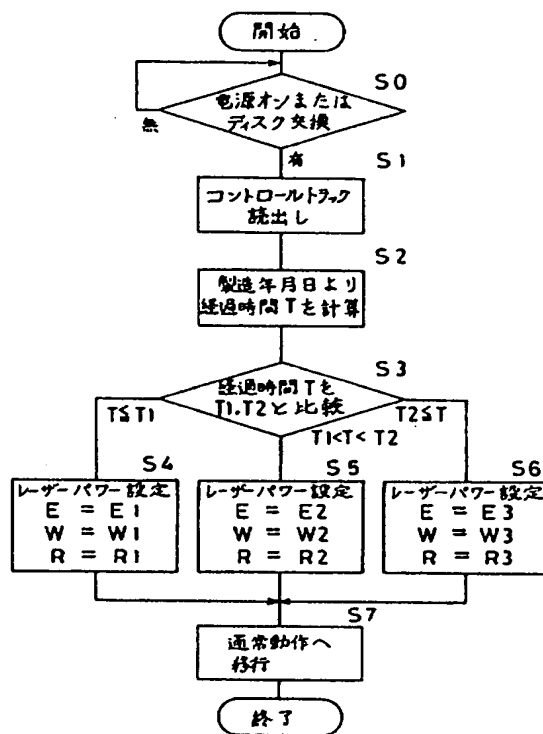 開始
S0
電源オンまたは
ディスク交換
無
有
S1
コントロールトラック
読出し
S2
製造年月日より
経過時間Tを計算
S3
経過時間Tを
T1,T2と比較
T≦T1
T1<T<T2
T2≦T
S4
レーザーパワー設定
E = E1
W = W1
R = R1
S5
レーザーパワー設定
E = E2
W = W2
R = R2
S6
レーザーパワー設定
E = E3
W = W3
R = R3
S7
通常動作へ
移行
終了